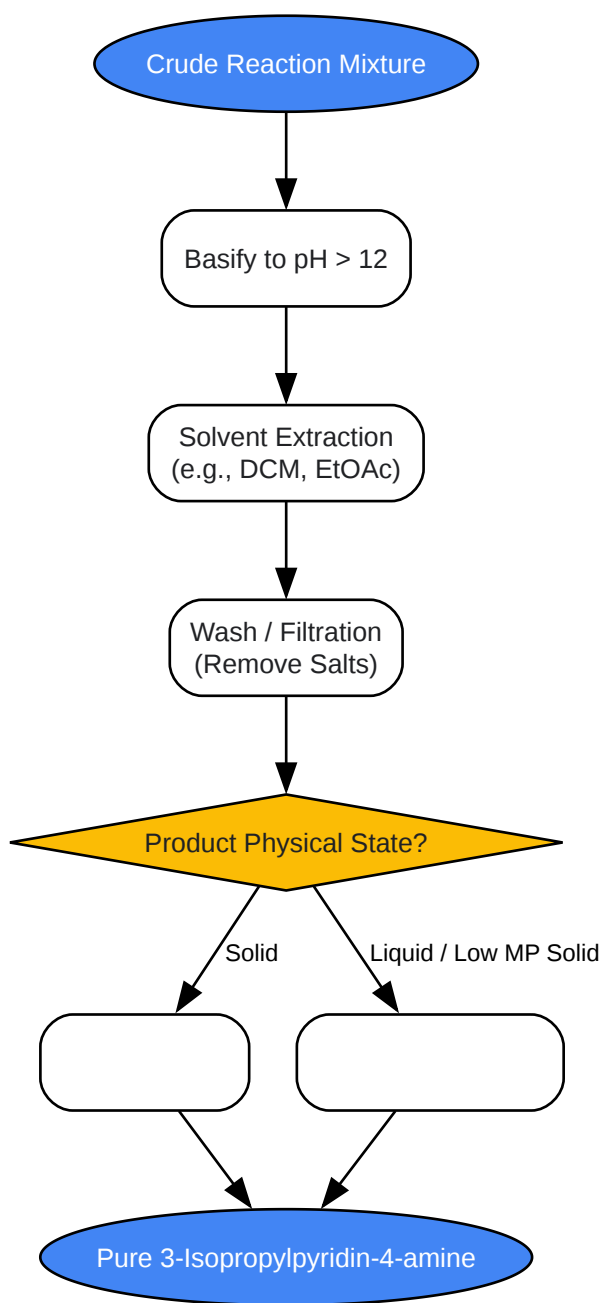 Crude Reaction Mixture
Basify to pH > 12
Solvent Extraction
(e.g., DCM, EtOAc)
Wash / Filtration
(Remove Salts)
Product Physical State?
Solid
Liquid / Low MP Solid
Pure 3-Isopropylpyridin-4-amine